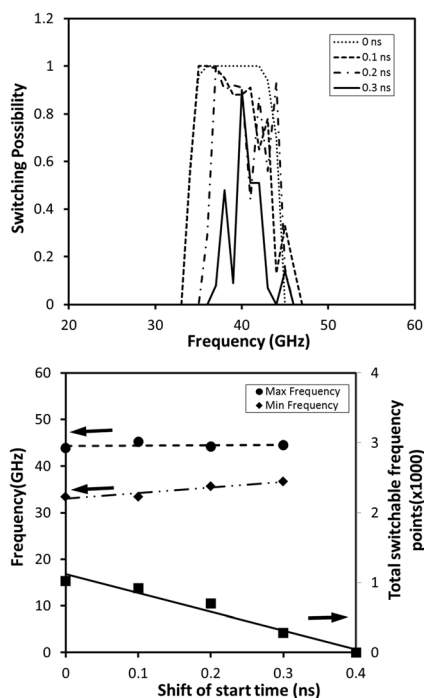 1.2
1
0.8
0.6
0.4
0.2
0
Switching Possibility
0 ns
0.1 ns
0.2 ns
0.3 ns
20
30
40
50
60
Frequency (GHz)
60
50
40
30
20
10
0
Frequency(GHz)
Max Frequency
Min Frequency
4
3
2
1
0
Total switchable frequency
points(x1000)
0
0.1
0.2
0.3
0.4
Shift of start time (ns)